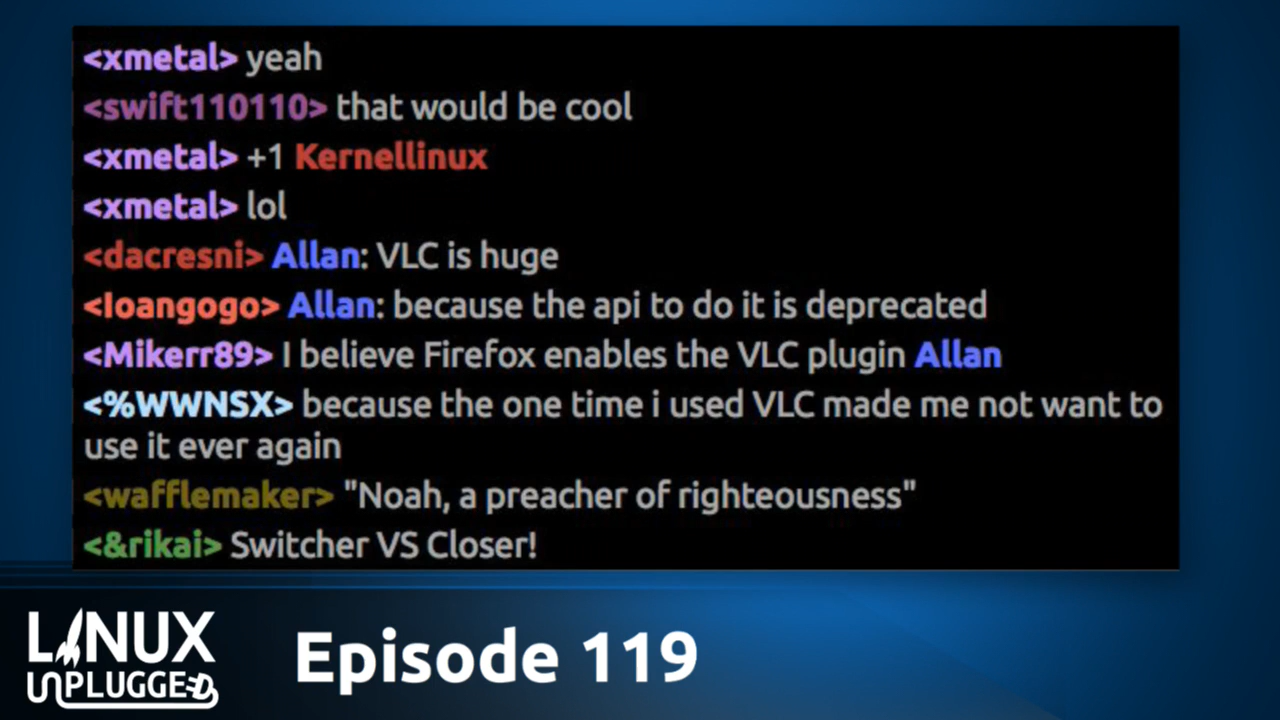 <xmetal> yeah
<swift110110> that would be cool
<xmetal> +1 Kernellinux
<xmetal> lol
<dacresni> Allan: VLC is huge
<Ioangogo> Allan: because the api to do it is deprecated
<Mikerr89> I believe Firefox enables the VLC plugin Allan
<%WWNSX> because the one time i used VLC made me not want to
use it ever again
<wafflemaker> "Noah, a preacher of righteousness"
<&rikai> Switcher VS Closer!
LINUX
UNPLUGGED
Episode 119